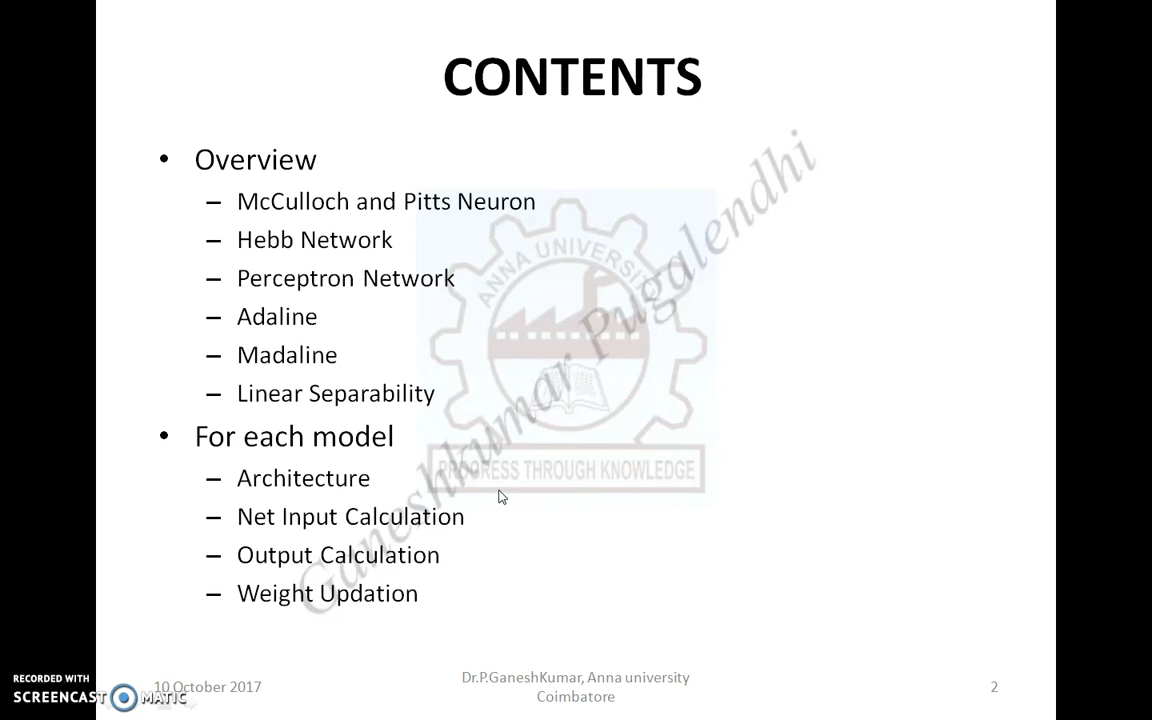 CONTENTS
• Overview
– McCulloch and Pitts Neuron
– Hebb Network
– Perceptron Network
– Adaline
– Madaline
– Linear Separability
• For each model
– Architecture
– Net Input Calculation
– Output Calculation
– Weight Updation
ANNA UNIVERSITY
PROGRESS THROUGH KNOWLEDGE
Ganeshkumar Pugalendhi
RECORDED WITH
SCREENCAST MATIC
10 October 2017
Dr.P.GaneshKumar, Anna university
Coimbatore
2